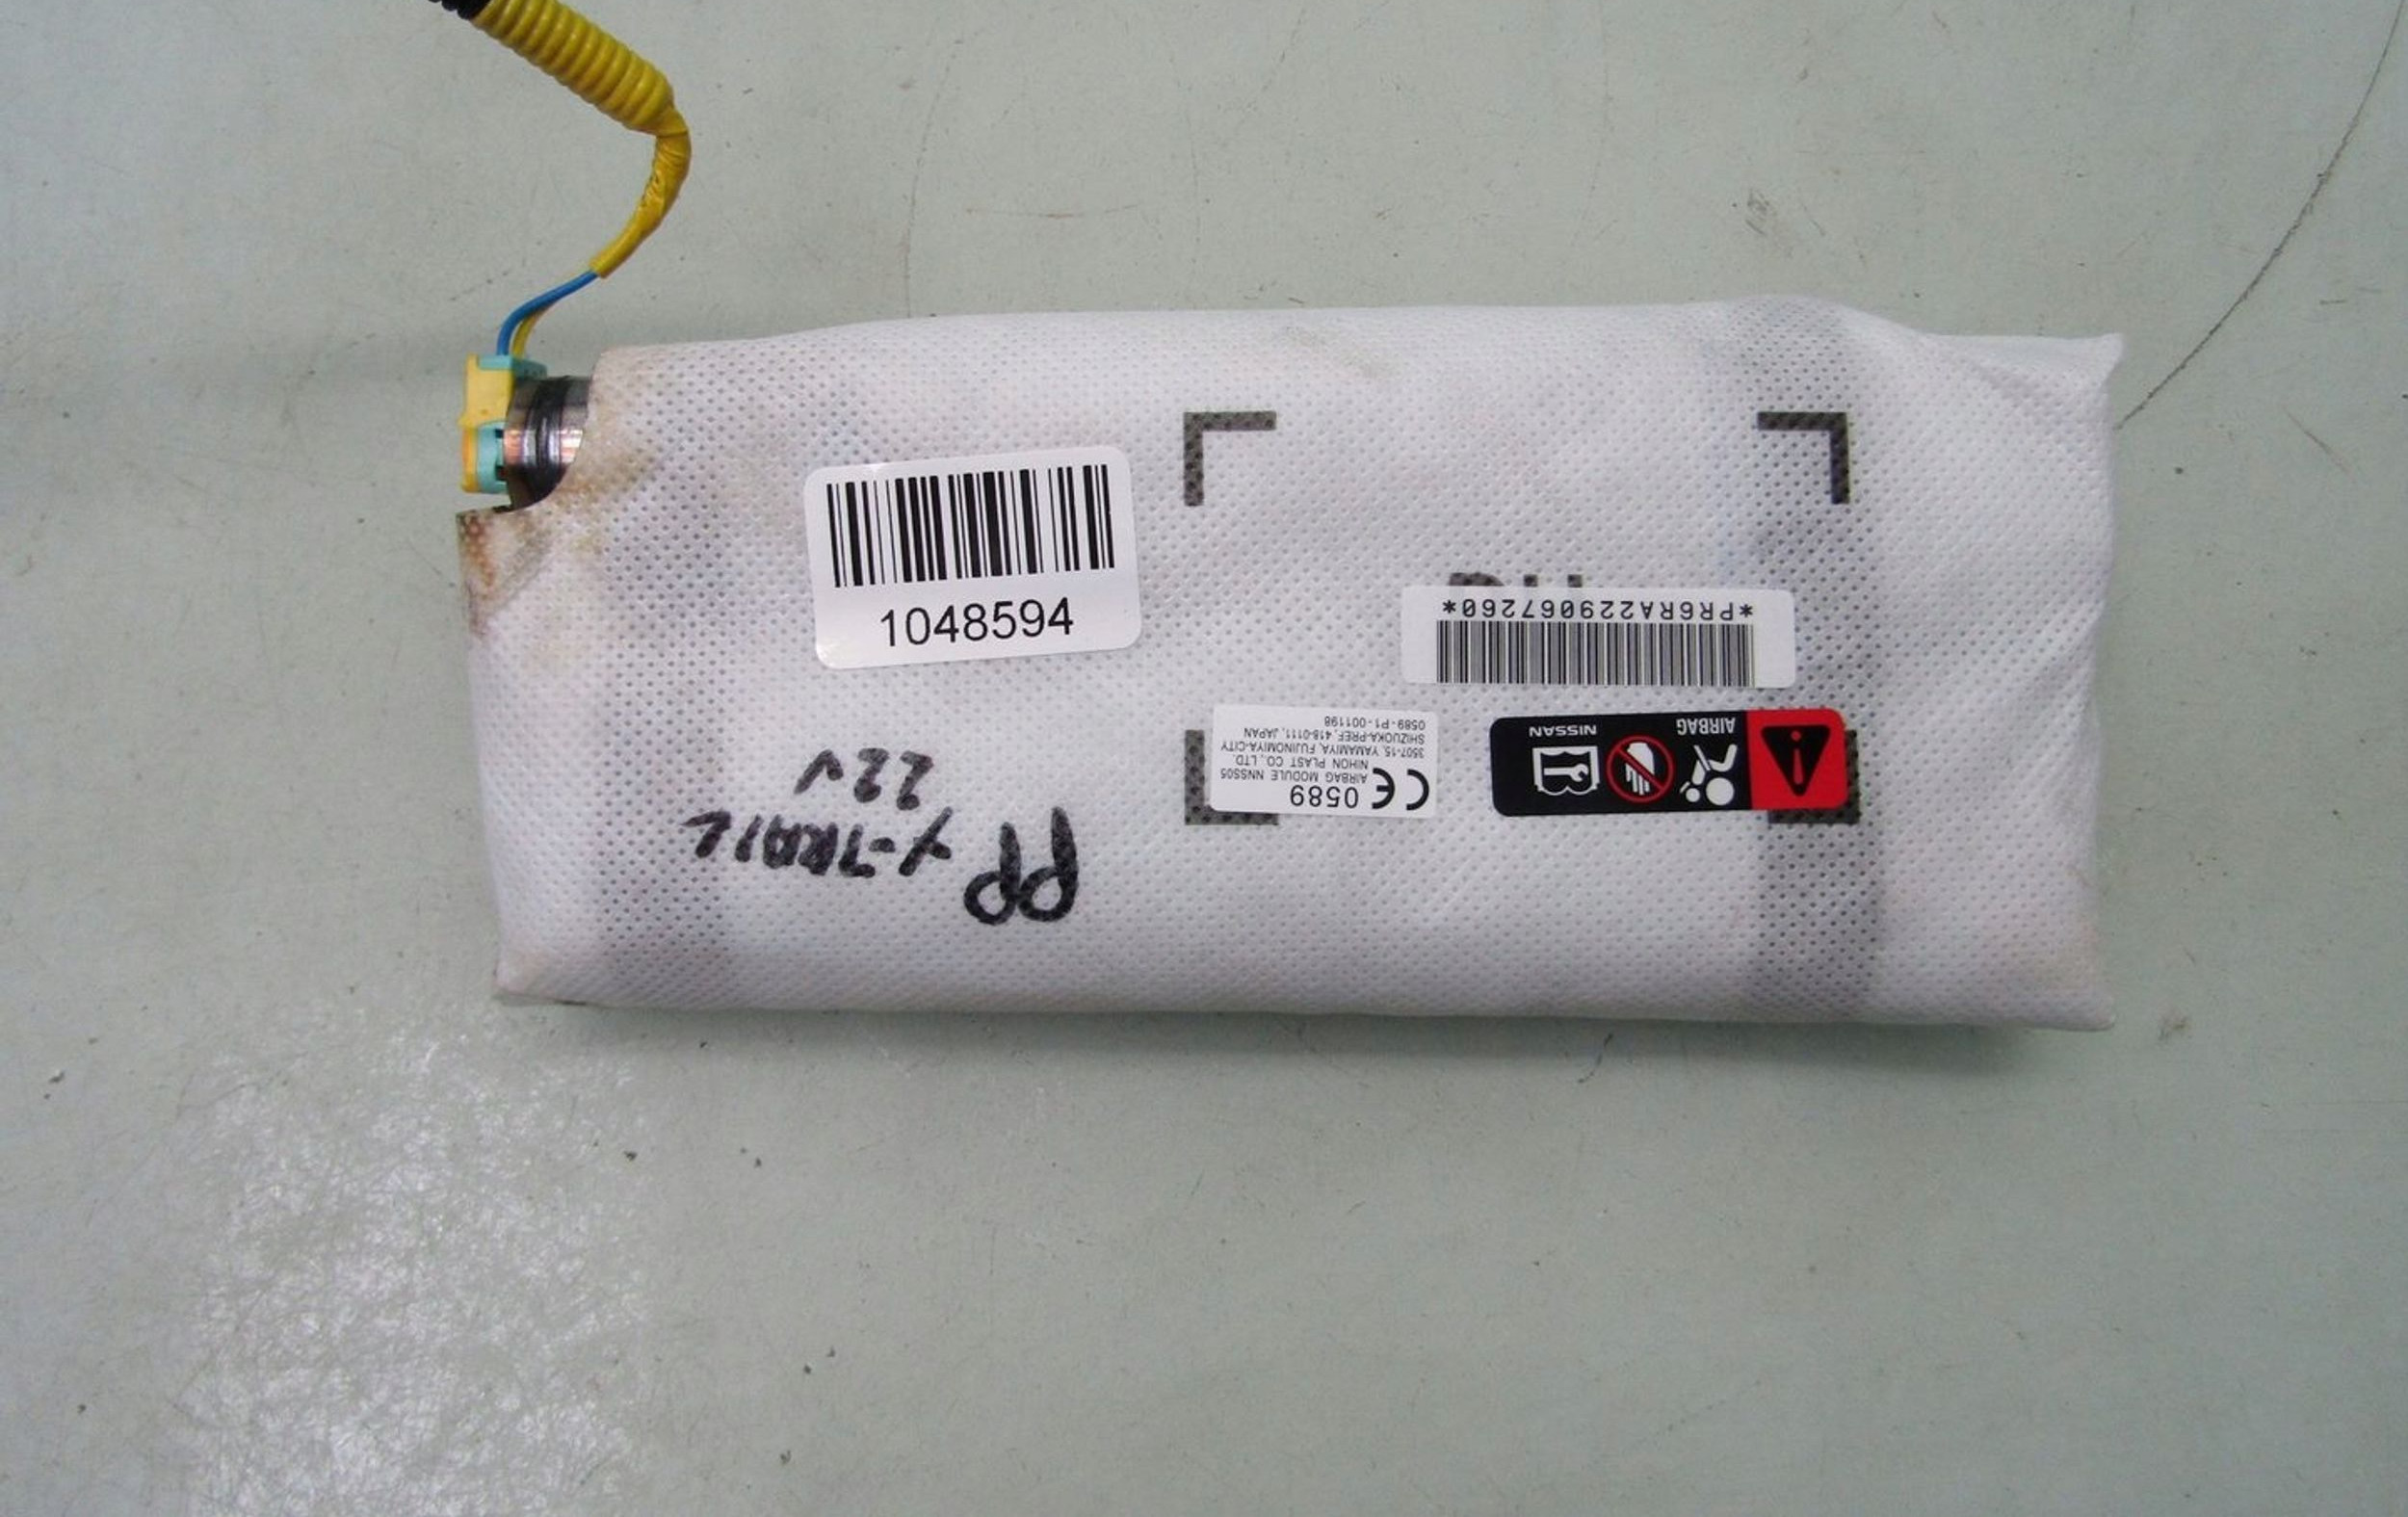 1048594
*PR6RA229067260*
AIRBAG
NISSAN
CE 0589
AIRBAG MODULE NNSS05
NIHON PLAST CO., LTD.
3507-15, YAMAMIYA, FUJINOMIYA-CITY
SHIZUOKA-PREF, 418-0111, JAPAN
0589-P1-001198
PP
X-TRAIL
22V